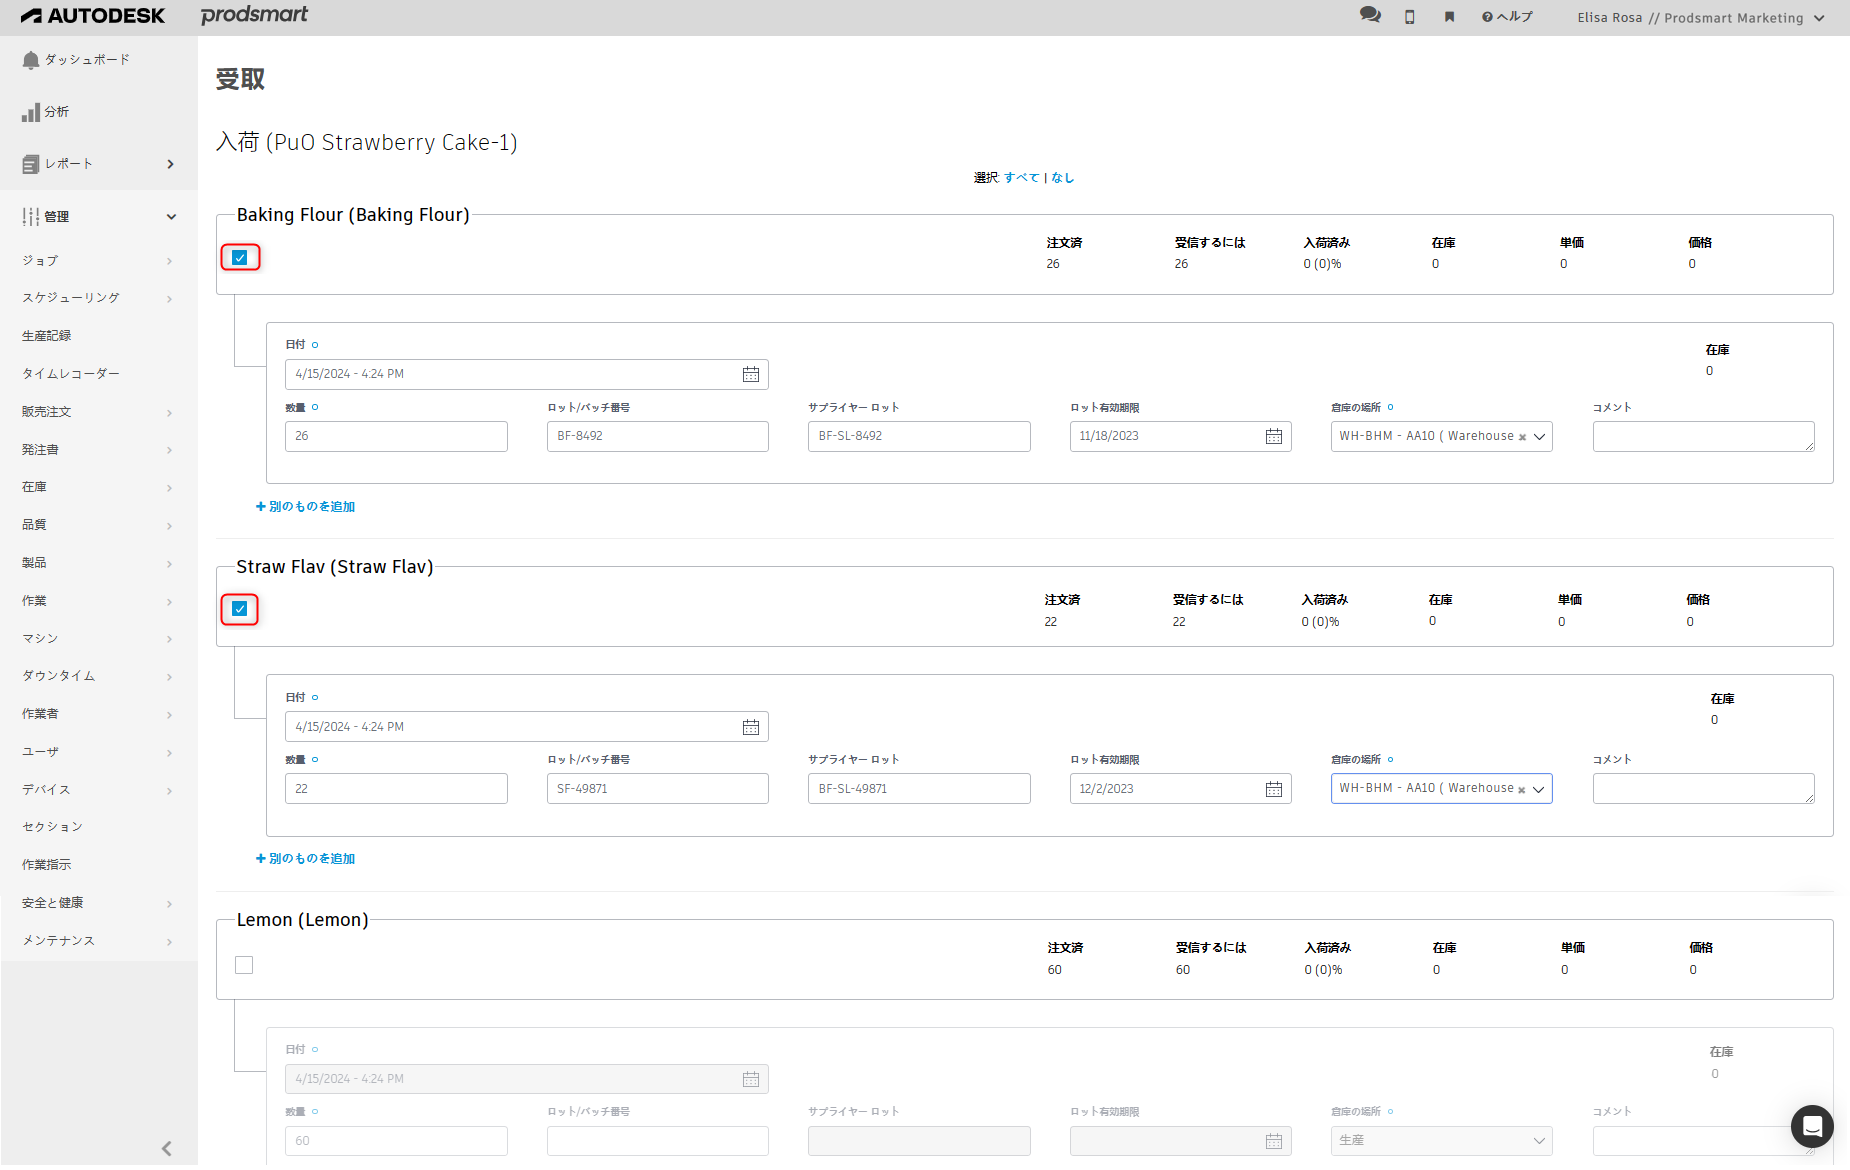 AUTODESK prodsmart ヘルプ Elisa Rosa // Prodsmart Marketing
ダッシュボード
分析
レポート
管理
ジョブ
スケジューリング
生産記録
タイムレコーダー
販売注文
発注書
在庫
品質
製品
作業
マシン
ダウンタイム
作業者
ユーザ
デバイス
セクション
作業指示
安全と健康
メンテナンス
受取
入荷 (PuO Strawberry Cake-1)
選択: すべて | なし
Baking Flour (Baking Flour)
注文済 受信するには 入荷済み 在庫 単価 価格
26 26 0 (0)% 0 0 0
日付 在庫
4/15/2024 - 4:24 PM 0
数量 ロット/バッチ番号 サプライヤー ロット ロット有効期限 倉庫の場所 コメント
26 BF-8492 BF-SL-8492 11/18/2023 WH-BHM - AA10 ( Warehouse
+ 別のものを追加
Straw Flav (Straw Flav)
注文済 受信するには 入荷済み 在庫 単価 価格
22 22 0 (0)% 0 0 0
日付 在庫
4/15/2024 - 4:24 PM 0
数量 ロット/バッチ番号 サプライヤー ロット ロット有効期限 倉庫の場所 コメント
22 SF-49871 BF-SL-49871 12/2/2023 WH-BHM - AA10 ( Warehouse
+ 別のものを追加
Lemon (Lemon)
注文済 受信するには 入荷済み 在庫 単価 価格
60 60 0 (0)% 0 0 0
日付 在庫
4/15/2024 - 4:24 PM 0
数量 ロット/バッチ番号 サプライヤー ロット ロット有効期限 倉庫の場所 コメント
60 生産